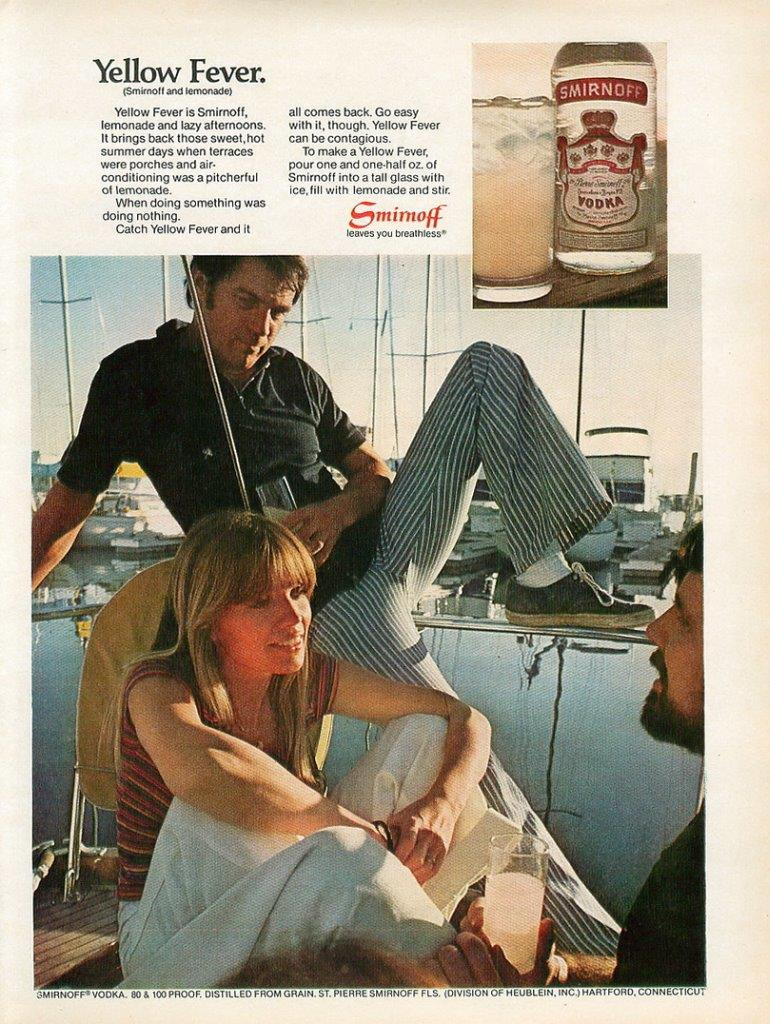 Yellow Fever.
(Smirnoff and lemonade)
Yellow Fever is Smirnoff,
lemonade and lazy afternoons.
It brings back those sweet, hot
summer days when terraces
were porches and air-
conditioning was a pitcherful
of lemonade.
When doing something was
doing nothing.
Catch Yellow Fever and it
all comes back. Go easy
with it, though. Yellow Fever
can be contagious.
To make a Yellow Fever,
pour one and one-half oz. of
Smirnoff into a tall glass with
ice, fill with lemonade and stir.
Smirnoff
leaves you breathless®
SMIRNOFF
VODKA
SMIRNOFF® VODKA. 80 & 100 PROOF. DISTILLED FROM GRAIN. STE. PIERRE SMIRNOFF FLS. (DIVISION OF HEUBLEIN, INC.) HARTFORD, CONNECTICUT